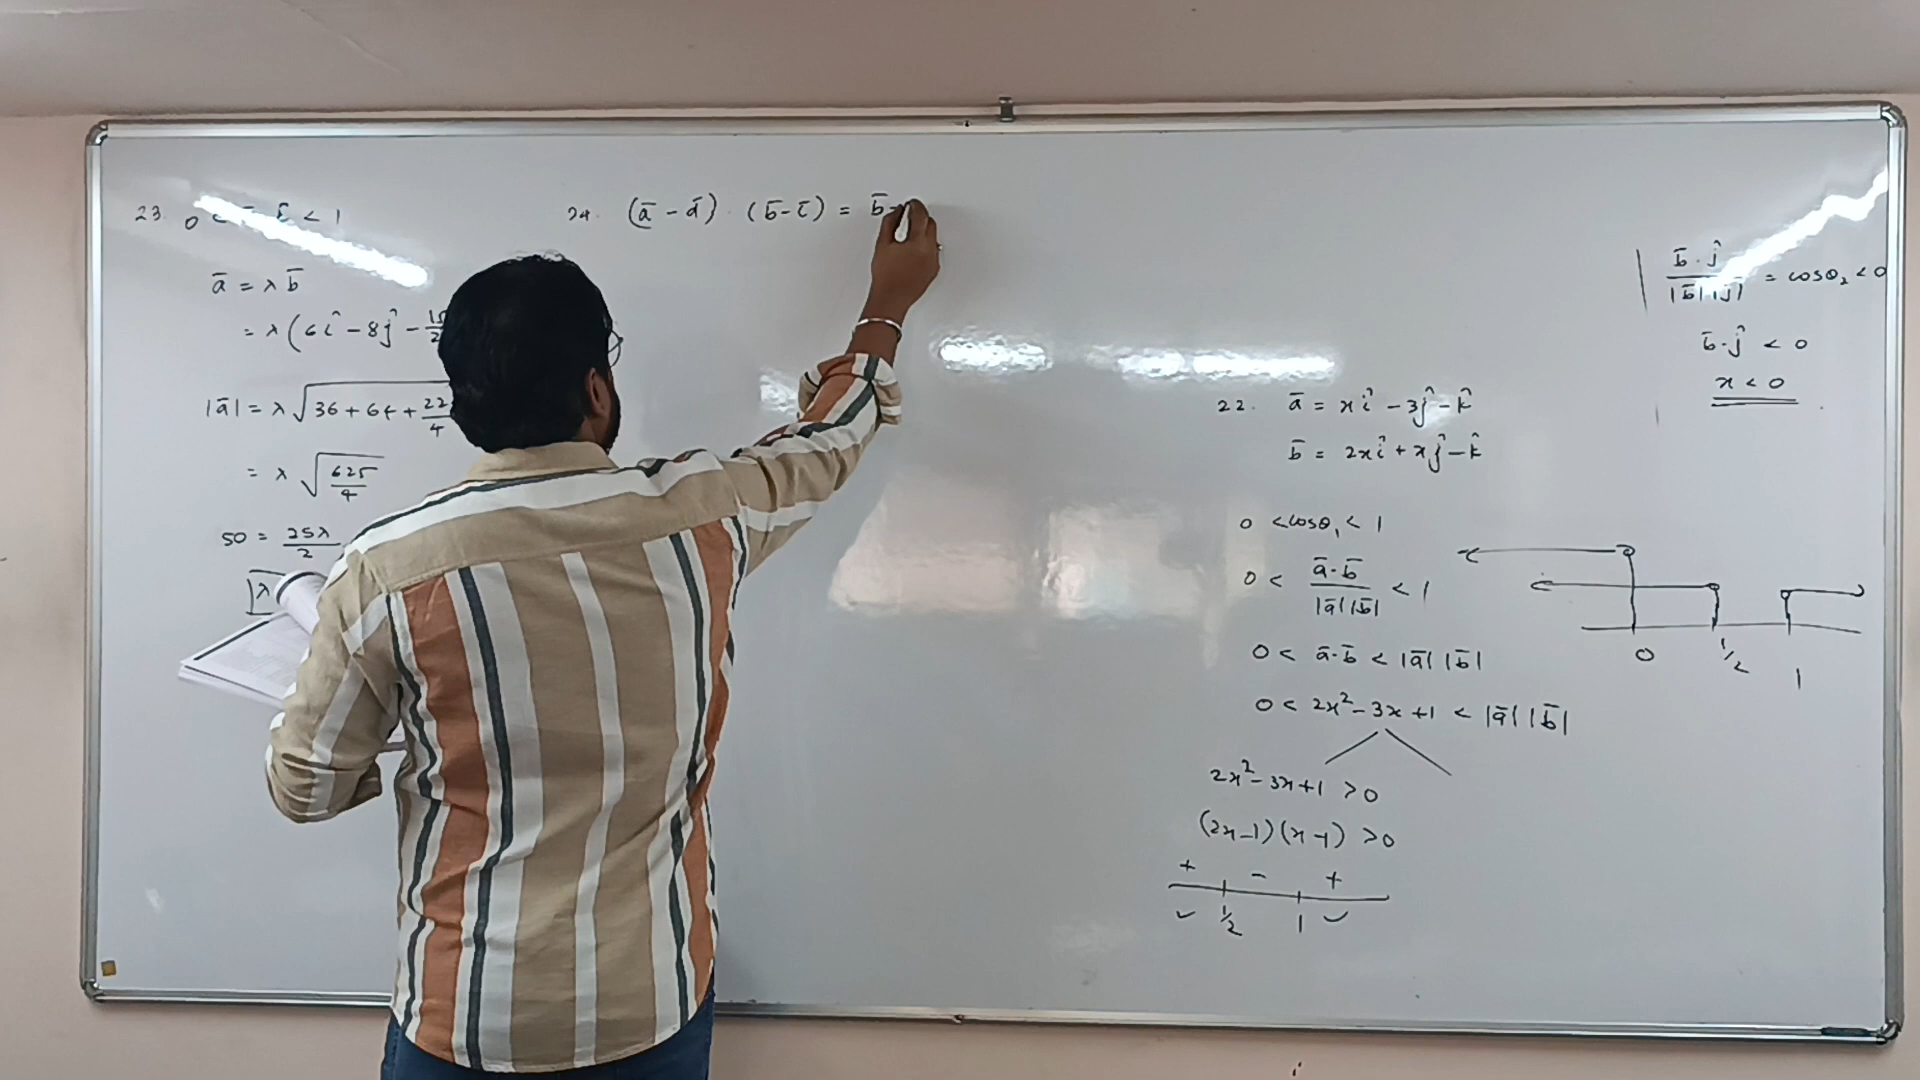 23. 0 < 1
ā = λ b̄
= λ (6î - 8ĵ -
|ā| = λ √36 + 64 + 22
4
= λ √625/4
50 = 25λ/2
λ
24. (ā - d̄) · (b̄ - c̄) = b̄
b̄ · ĵ / |b̄| |ĵ| = cosθ₂ < 0
b̄ · ĵ < 0
x < 0
22. ā = xî - 3ĵ - k̂
b̄ = 2xî + xĵ - k̂
0 < cosθ₁ < 1
0 < ā·b̄ / |ā| |b̄| < 1
0 < ā·b̄ < |ā| |b̄|
0 < 2x² - 3x + 1 < |ā| |b̄|
2x² - 3x + 1 > 0
(2x - 1)(x - 1) > 0
+ - +
✓ 1/2 1 ✓
0 1/2 1